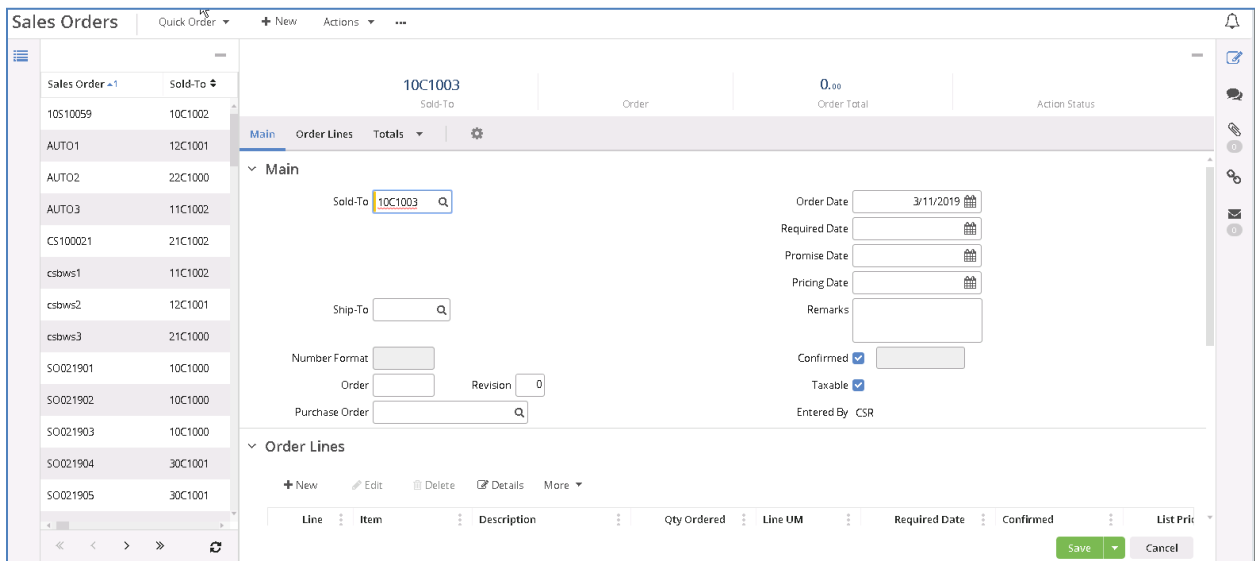 Sales Orders Quick Order + New Actions ...
Sales Order 1 Sold-To
10S10059 10C1002
AUTO1 12C1001
AUTO2 22C1000
AUTO3 11C1002
CS100021 21C1002
csbws1 11C1002
csbws2 12C1001
csbws3 21C1000
SO021901 10C1000
SO021902 10C1000
SO021903 10C1000
SO021904 30C1001
SO021905 30C1001
10C1003 0.00
Sold-To Order Order Total Action Status
Main Order Lines Totals
Main
Sold-To 10C1003
Order Date 3/11/2019
Required Date
Promise Date
Pricing Date
Ship-To
Remarks
Number Format
Confirmed
Order Revision 0
Taxable
Purchase Order
Entered By CSR
Order Lines
+ New Edit Delete Details More
Line Item Description Qty Ordered Line UM Required Date Confirmed List Pric
Save Cancel
0
0